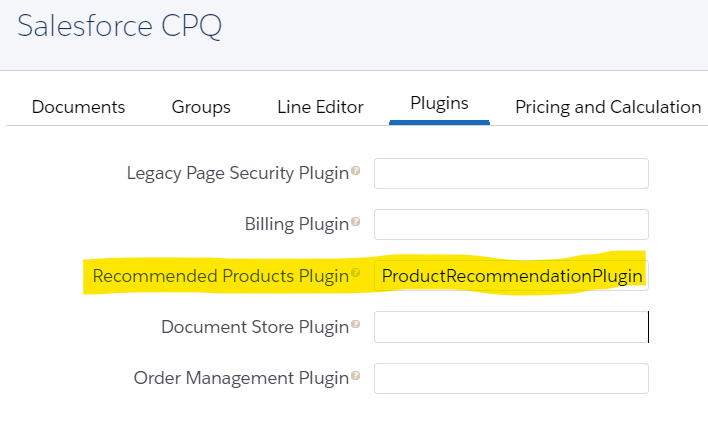 Salesforce CPQ
Documents Groups Line Editor Plugins Pricing and Calculation
Legacy Page Security Plugin ?
Billing Plugin ?
Recommended Products Plugin ? ProductRecommendationPlugin
Document Store Plugin ?
Order Management Plugin ?